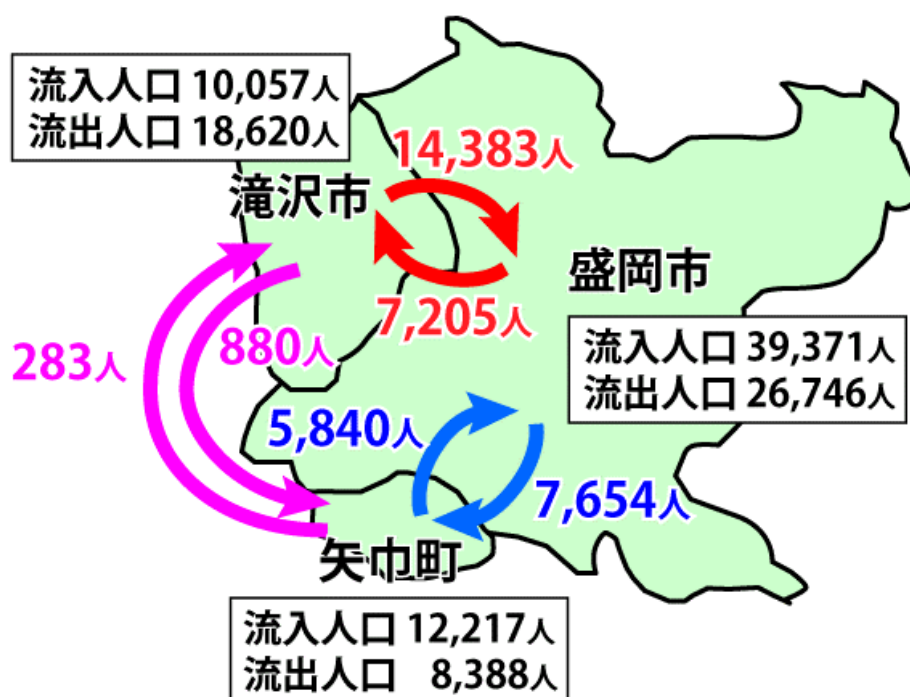 流入人口 10,057人
流出人口 18,620人
14,383人
滝沢市
盛岡市
7,205人
283人
880人
流入人口 39,371人
流出人口 26,746人
5,840人
7,654人
矢巾町
流入人口 12,217人
流出人口 8,388人